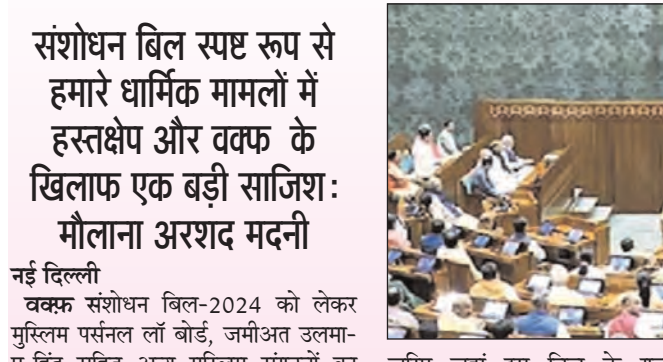 संशोधन बिल स्पष्ट रूप से
हमारे धार्मिक मामलों में
हस्तक्षेप और वक्फ के
खिलाफ एक बड़ी साजिश:
मौलाना अरशद मदनी
नई दिल्ली
वक्फ़ संशोधन बिल-2024 को लेकर
मुस्लिम पर्सनल लॉ बोर्ड, जमीअत उलमा-